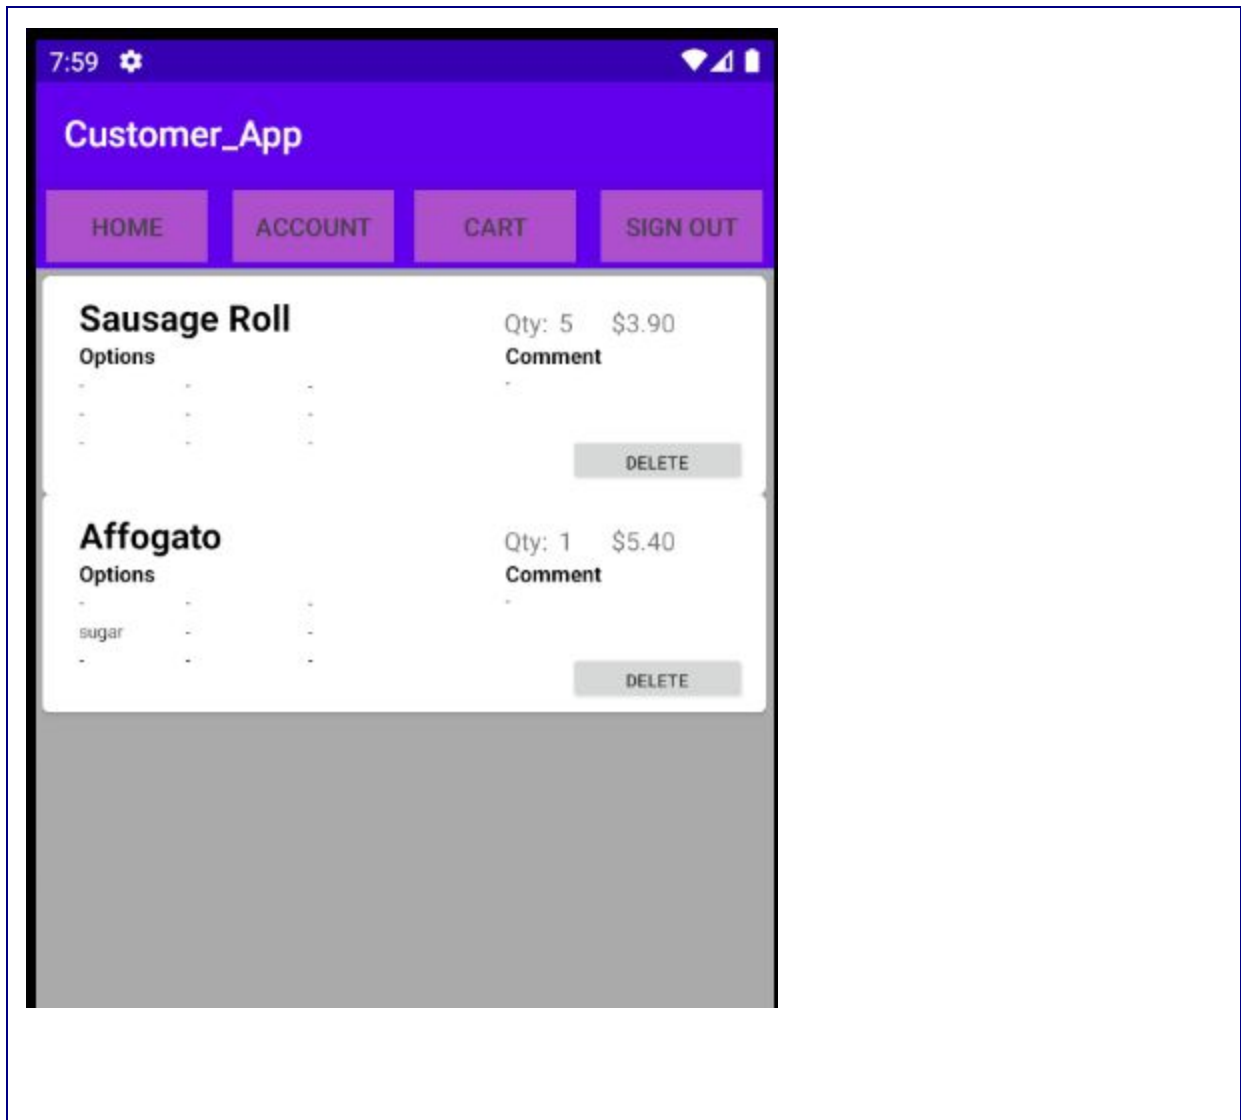 7:59
Customer_App
HOME ACCOUNT CART SIGN OUT
Sausage Roll Qty: 5 $3.90
Options Comment
- - - -
- - -
- - -
DELETE
Affogato Qty: 1 $5.40
Options Comment
- - - -
sugar - -
- - -
DELETE